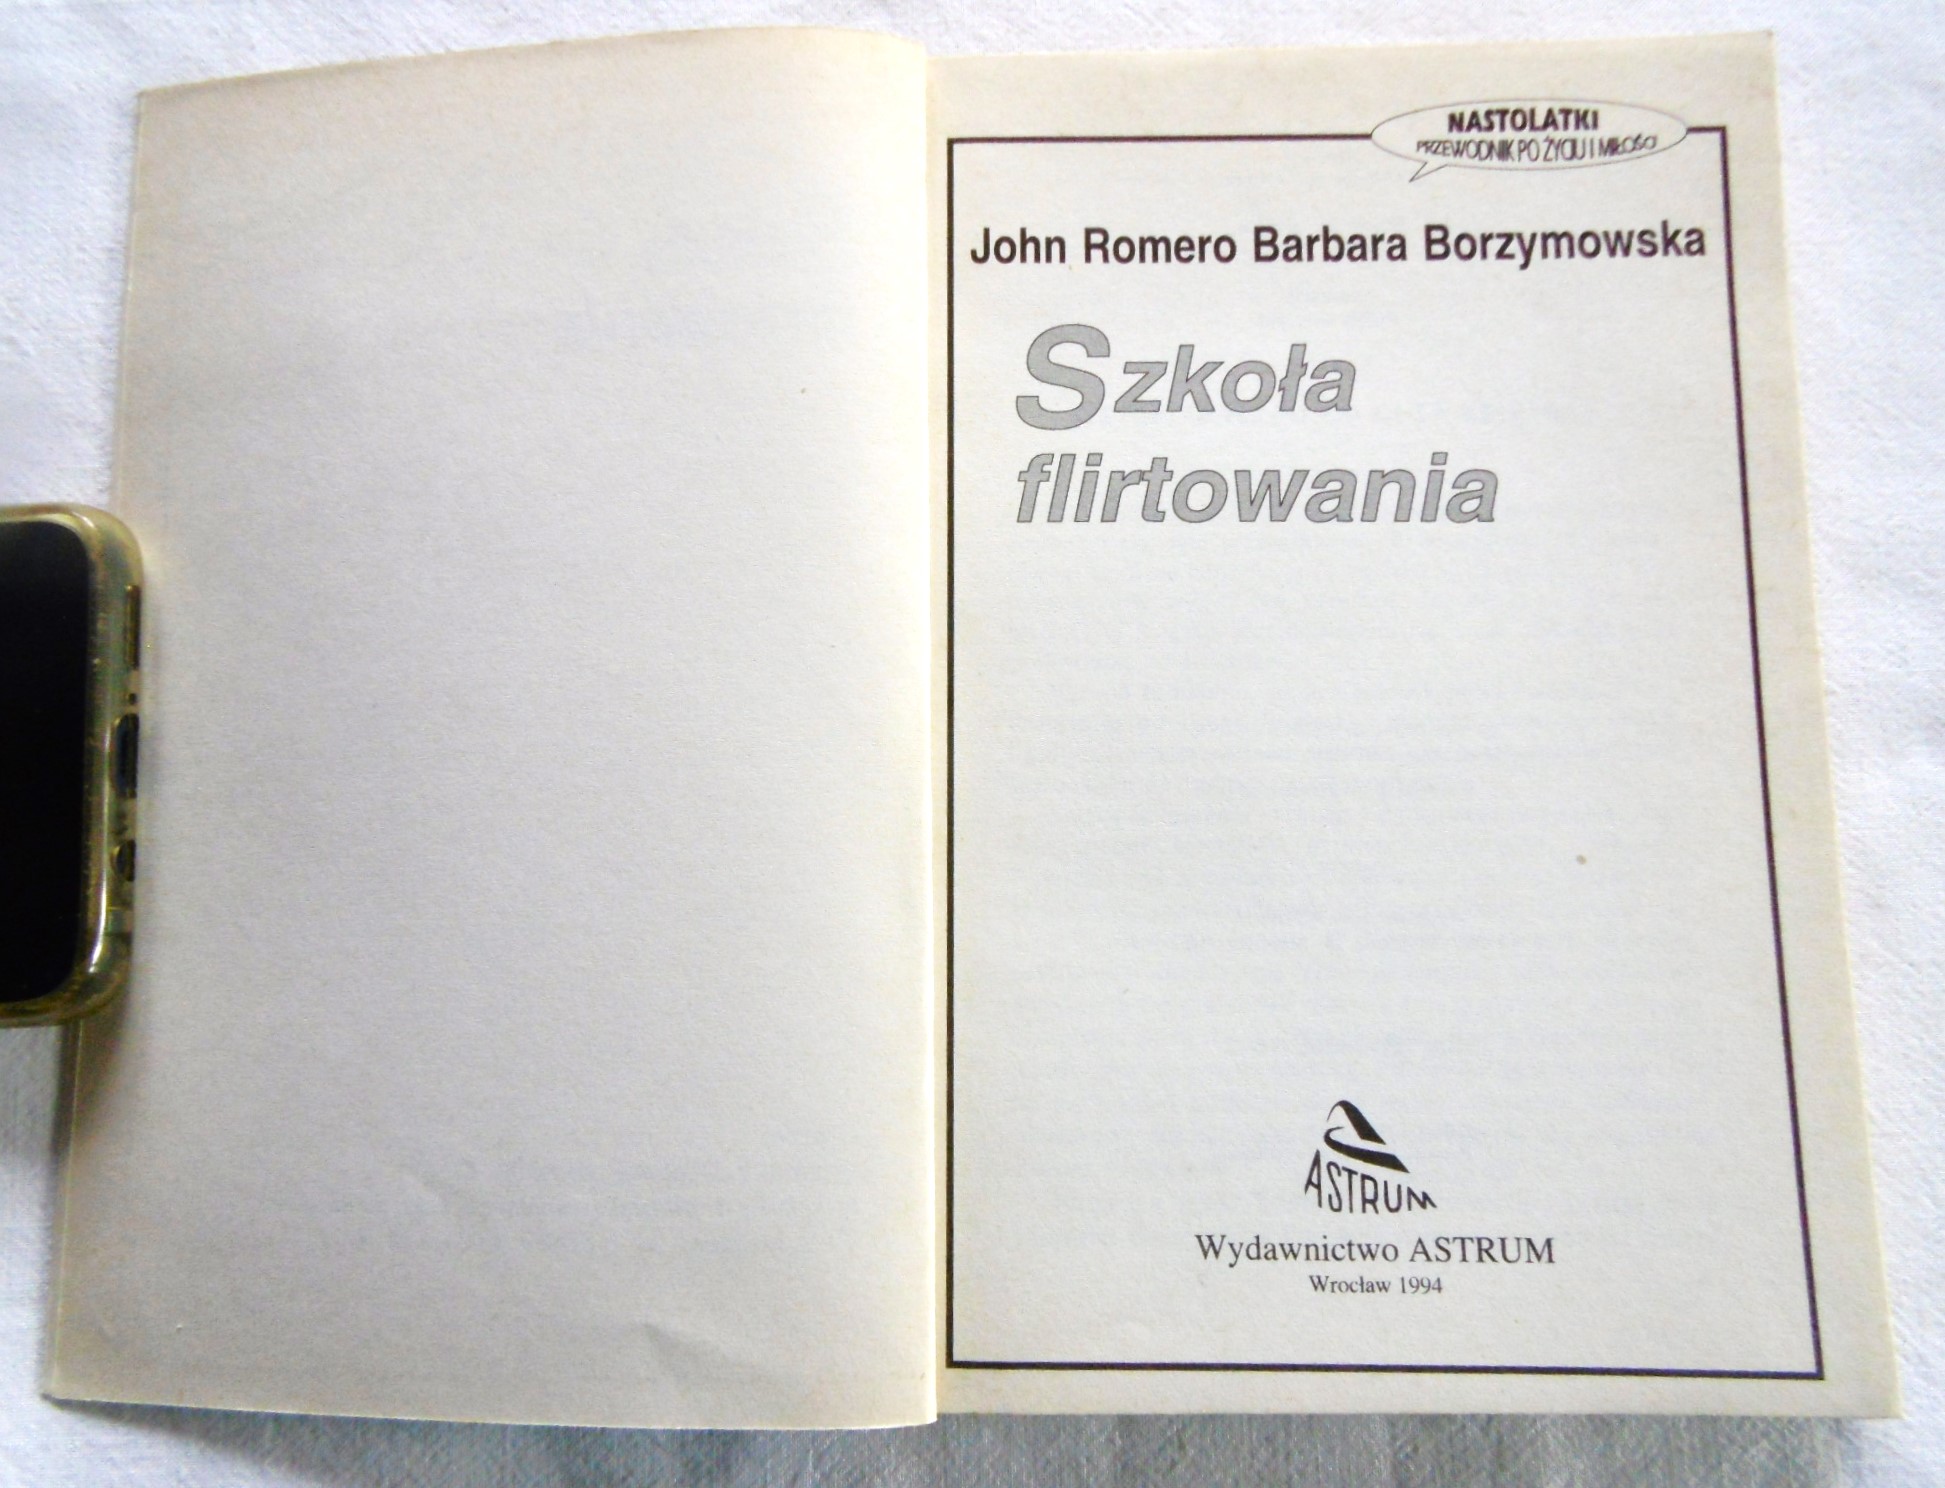 NASTOLATKI
PRZEWODNIK PO ŻYCIU I MIŁOŚCI
John Romero Barbara Borzymowska
Szkoła
flirtowania
ASTRUM
Wydawnictwo ASTRUM
Wrocław 1994